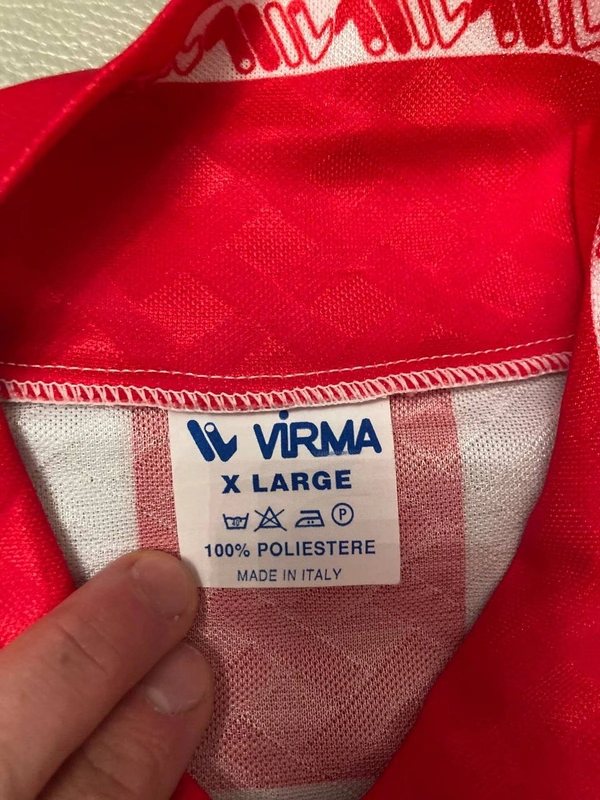 VIRMA
X LARGE
P
100% POLIESTERE
MADE IN ITALY